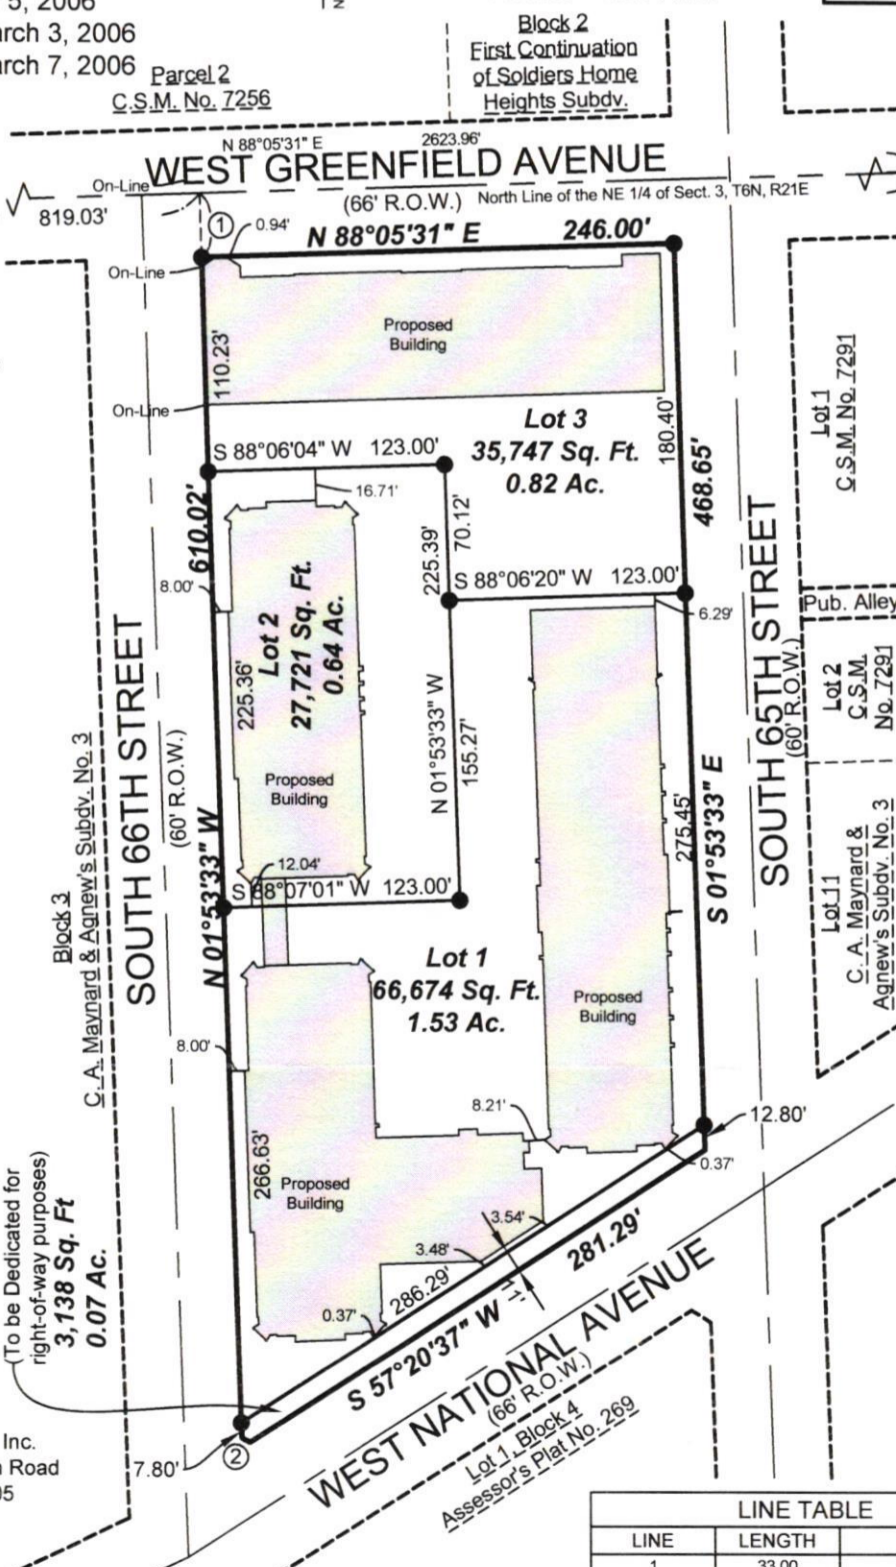 5, 2006
arch 3, 2006
arch 7, 2006
Parcel 2
C.S.M. No. 7256
Block 2
First Continuation
of Soldiers Home
Heights Subdv.
N 88°05'31" E 2623.96'
WEST GREENFIELD AVENUE
On-Line
(66' R.O.W.) North Line of the NE 1/4 of Sect. 3, T6N, R21E
819.03'
1
0.94'
N 88°05'31" E 246.00'
On-Line
Proposed
Building
110.23'
On-Line
Lot 3
35,747 Sq. Ft.
0.82 Ac.
180.40'
468.65'
Lot 1
C.S.M. No. 7291
S 88°06'04" W 123.00'
16.71'
610.02'
70.12'
225.39'
S 88°06'20" W 123.00'
8.00'
6.29'
Pub. Alley
Lot 2
27,721 Sq. Ft.
0.64 Ac.
225.36'
Proposed
Building
N 01°53'33" W
155.27'
SOUTH 66TH STREET
(60' R.O.W.)
SOUTH 65TH STREET
(60' R.O.W.)
Lot 2
C.S.M.
No. 7291
Block 3
C. A. Maynard & Agnew's Subdv. No. 3
N 01°53'33" W
275.45'
S 01°53'33" E
Lot 11
C. A. Maynard &
Agnew's Subdv. No. 3
12.04'
S 88°07'01" W 123.00'
Lot 1
66,674 Sq. Ft.
1.53 Ac.
Proposed
Building
8.00'
8.21'
12.80'
0.37'
266.63'
Proposed
Building
3.54'
3.48'
281.29'
286.29'
0.37'
S 57°20'37" W
WEST NATIONAL AVENUE
(66' R.O.W.)
(To be Dedicated for
right-of-way purposes)
3,138 Sq. Ft
0.07 Ac.
Lot 1, Block 4
Assessor's Plat No. 269
2
7.80'
Inc.
Road
LINE TABLE
LINE LENGTH
1 33.00